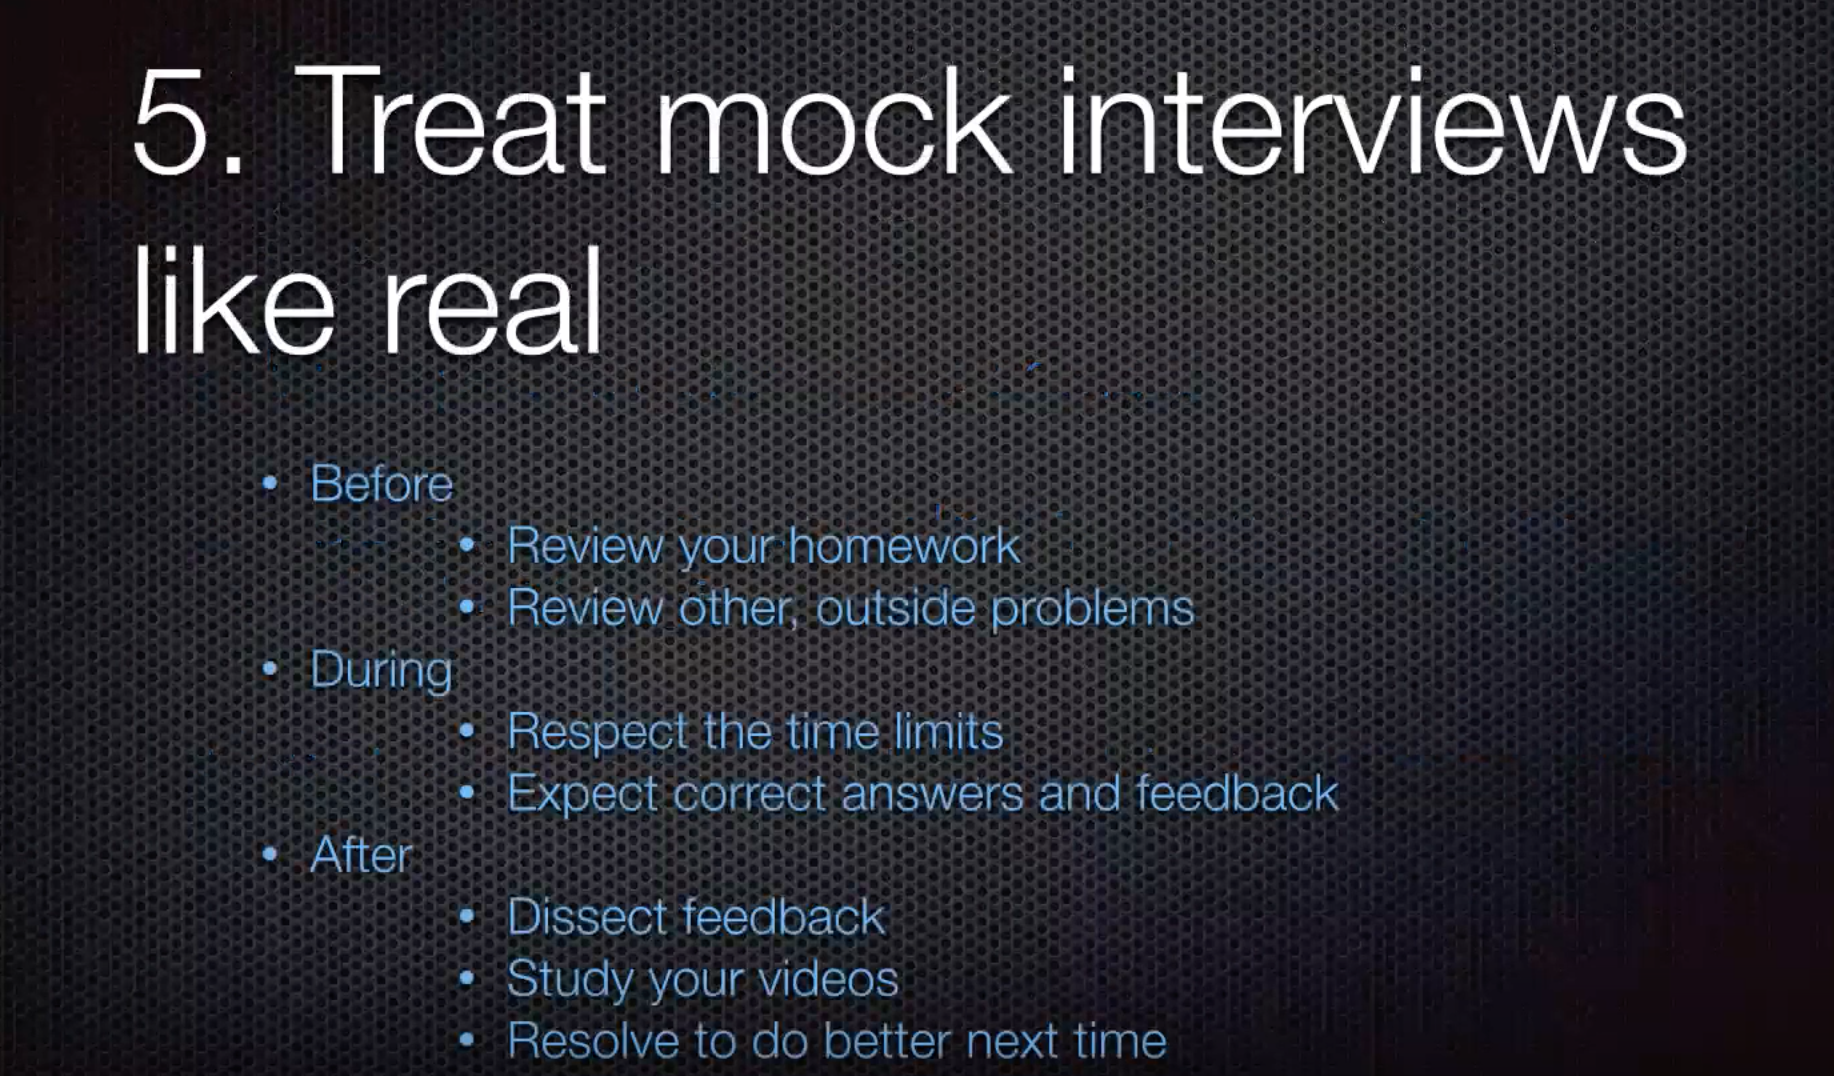 5. Treat mock interviews
like real
• Before
• Review your homework
• Review other, outside problems
• During
• Respect the time limits
• Expect correct answers and feedback
• After
• Dissect feedback
• Study your videos
• Resolve to do better next time